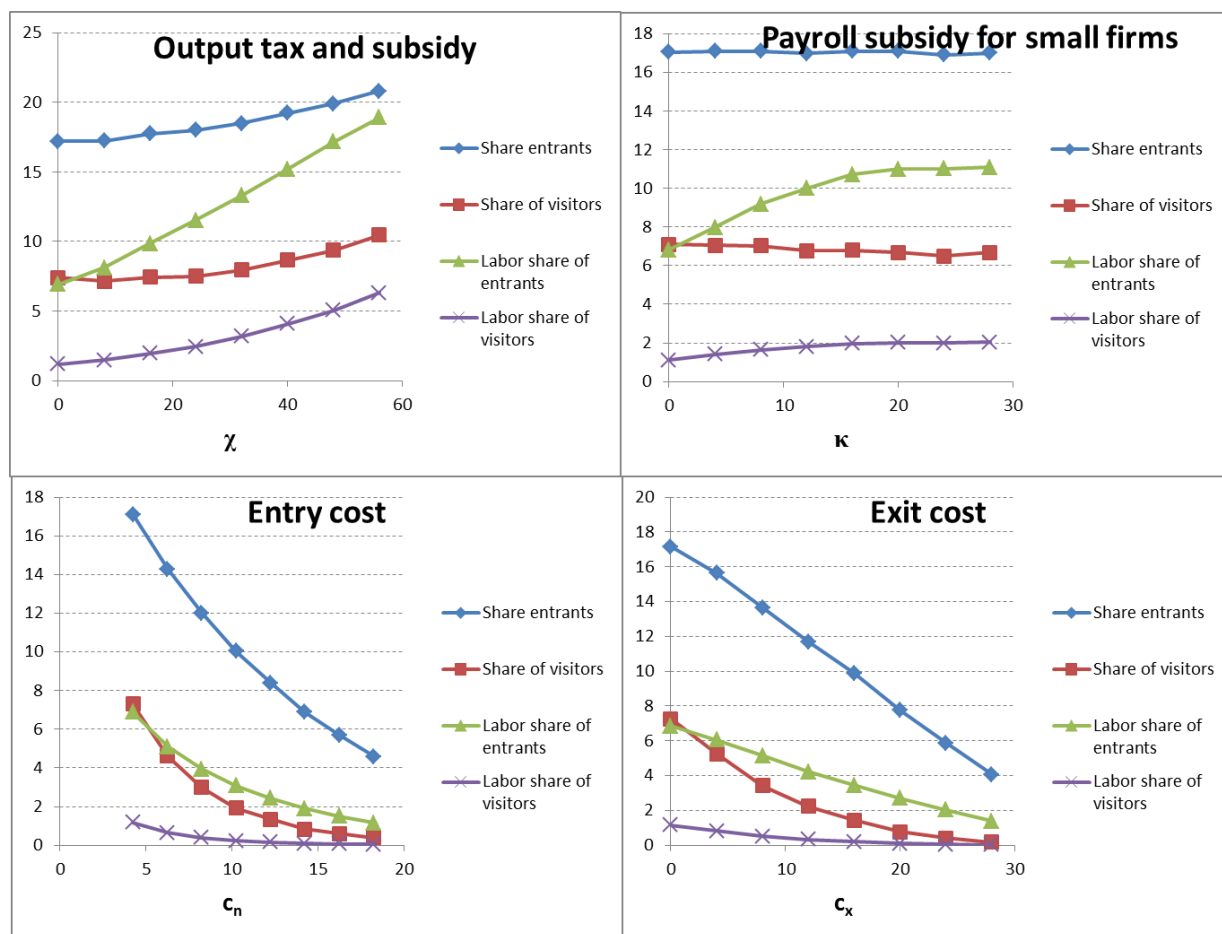 Output tax and subsidy
25
20
15
10
5
0
0 20 40 60
χ
Share entrants
Share of visitors
Labor share of
entrants
Labor share of
visitors
Payroll subsidy for small firms
18
16
14
12
10
8
6
4
2
0
0 10 20 30
κ
Share entrants
Share of visitors
Labor share of
entrants
Labor share of
visitors
Entry cost
18
16
14
12
10
8
6
4
2
0
0 5 10 15 20
cₙ
Share entrants
Share of visitors
Labor share of
entrants
Labor share of
visitors
Exit cost
20
18
16
14
12
10
8
6
4
2
0
0 10 20 30
cₓ
Share entrants
Share of visitors
Labor share of
entrants
Labor share of
visitors